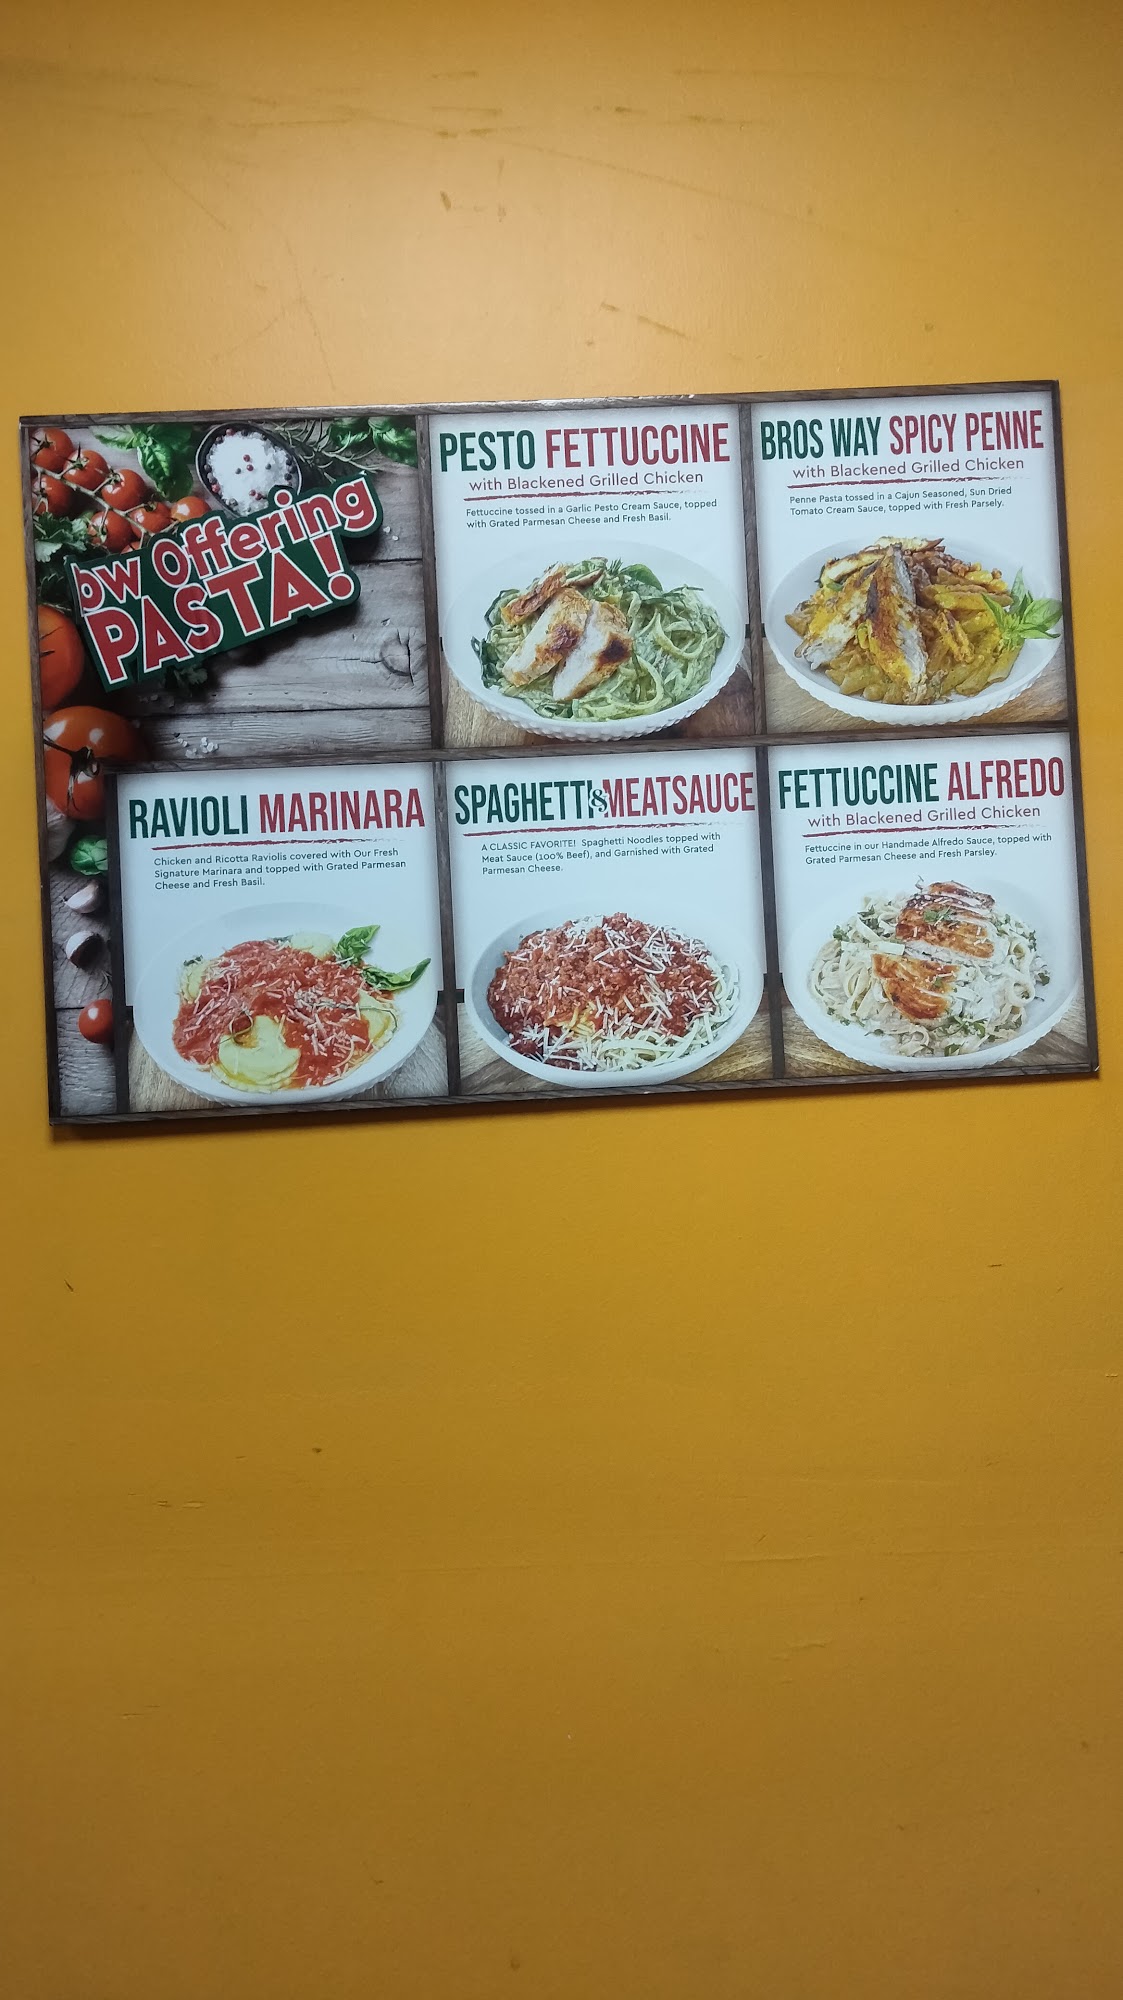 ow Offering
PASTA!
PESTO FETTUCCINE
with Blackened Grilled Chicken
Fettuccine tossed in a Garlic Pesto Cream Sauce, topped
with Grated Parmesan Cheese and Fresh Basil.
BROS WAY SPICY PENNE
with Blackened Grilled Chicken
Penne Pasta tossed in a Cajun Seasoned, Sun Dried
Tomato Cream Sauce, topped with Fresh Parsely.
RAVIOLI MARINARA
Chicken and Ricotta Raviolis covered with Our Fresh
Signature Marinara and topped with Grated Parmesan
Cheese and Fresh Basil.
SPAGHETTI & MEATSAUCE
A CLASSIC FAVORITE! Spaghetti Noodles topped with
Meat Sauce (100% Beef), and Garnished with Grated
Parmesan Cheese.
FETTUCCINE ALFREDO
with Blackened Grilled Chicken
Fettuccine in our Handmade Alfredo Sauce, topped with
Grated Parmesan Cheese and Fresh Parsley.